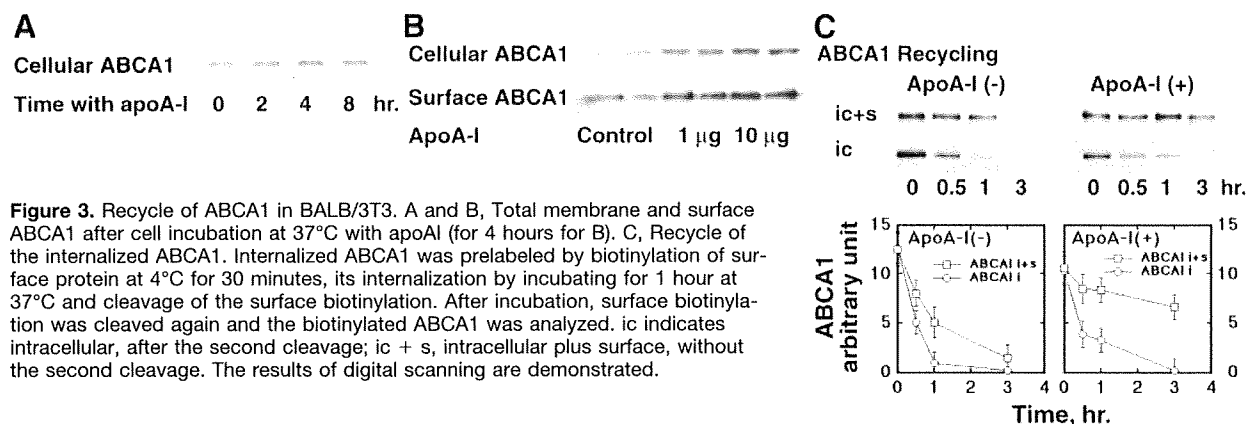 A
Cellular ABCA1
Time with apoA-I 0 2 4 8 hr.
B
Cellular ABCA1
Surface ABCA1
ApoA-I Control 1 µg 10 µg
C
ABCA1 Recycling
ApoA-I (-) ApoA-I (+)
ic+s
ic
0 0.5 1 3 0 0.5 1 3 hr.
Figure 3. Recycle of ABCA1 in BALB/3T3. A and B, Total membrane and surface
ABCA1 after cell incubation at 37°C with apoAI (for 4 hours for B). C, Recycle of
the internalized ABCA1. Internalized ABCA1 was prelabeled by biotinylation of sur-
face protein at 4°C for 30 minutes, its internalization by incubating for 1 hour at
37°C and cleavage of the surface biotinylation. After incubation, surface biotinyla-
tion was cleaved again and the biotinylated ABCA1 was analyzed. ic indicates
intracellular, after the second cleavage; ic + s, intracellular plus surface, without
the second cleavage. The results of digital scanning are demonstrated.
ABCA1
arbitrary unit
15
10
5
0
ApoA-I(-)
ABCAI i+s
ABCAI i
0 1 2 3 4
ApoA-I(+)
ABCAI i+s
ABCAI i
15
10
5
0
0 1 2 3 4
Time, hr.